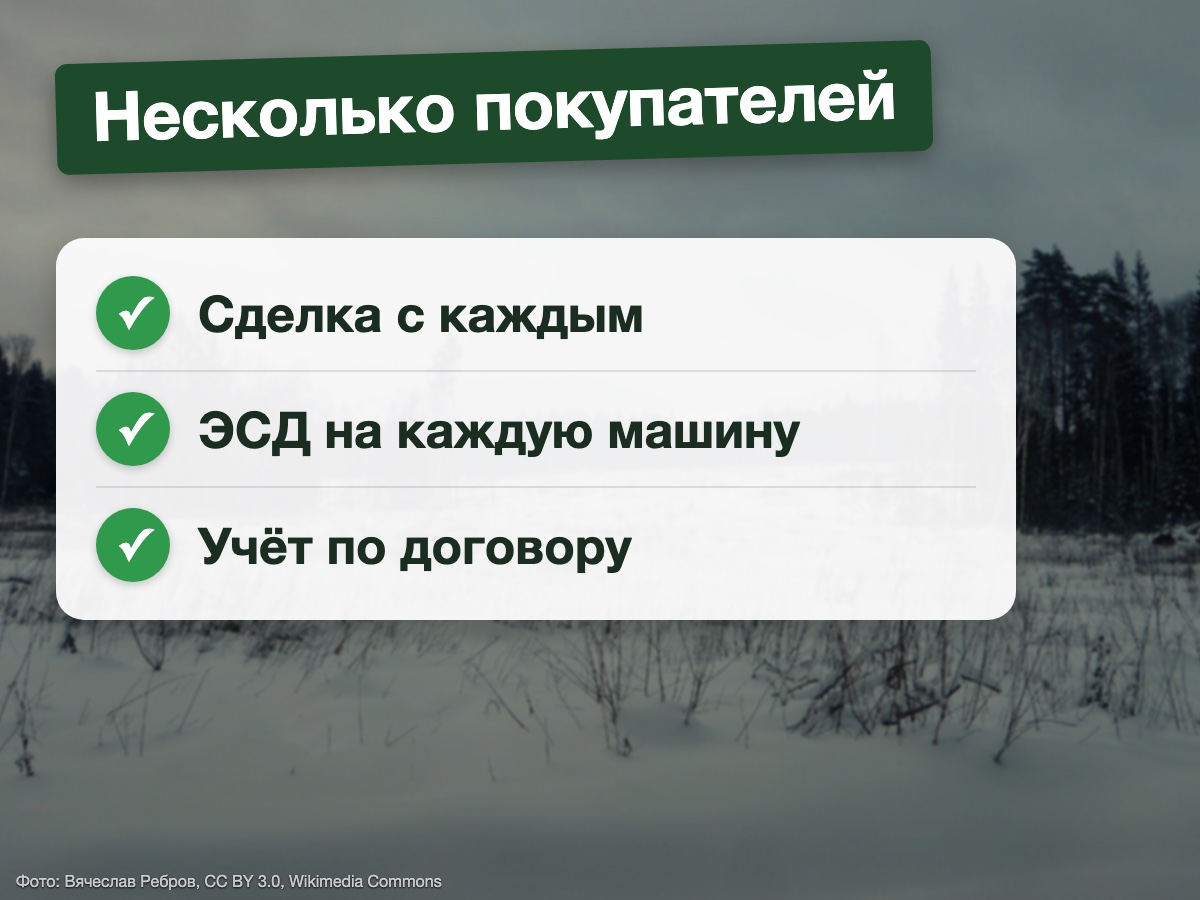 Несколько покупателей
Сделка с каждым
ЭСД на каждую машину
Учёт по договору
Фото: Вячеслав Ребров, CC BY 3.0, Wikimedia Commons